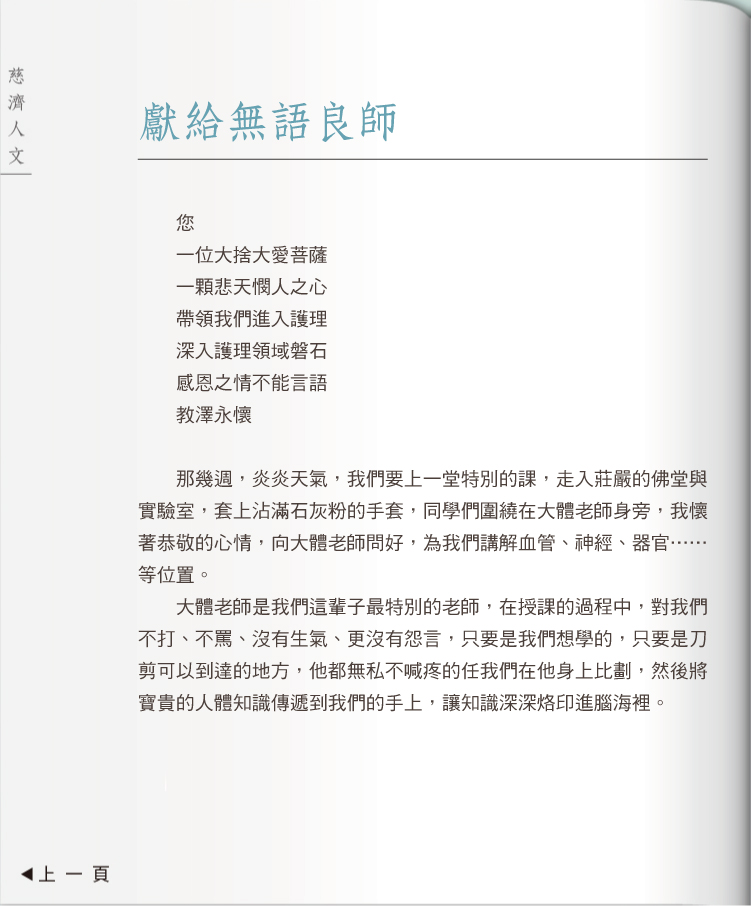 慈濟人文
獻給無語良師
您
一位大捨大愛菩薩
一顆悲天憫人之心
帶領我們進入護理
深入護理領域磐石
感恩之情不能言語
教澤永懷
那幾週，炎炎天氣，我們要上一堂特別的課，走入莊嚴的佛堂與
實驗室，套上沾滿石灰粉的手套，同學們圍繞在大體老師身旁，我懷
著恭敬的心情，向大體老師問好，為我們講解血管、神經、器官……
等位置。
大體老師是我們這輩子最特別的老師，在授課的過程中，對我們
不打、不罵、沒有生氣、更沒有怨言，只要是我們想學的，只要是刀
剪可以到達的地方，他都無私不喊疼的任我們在他身上比劃，然後將
寶貴的人體知識傳遞到我們的手上，讓知識深深烙印進腦海裡。
◀上一頁